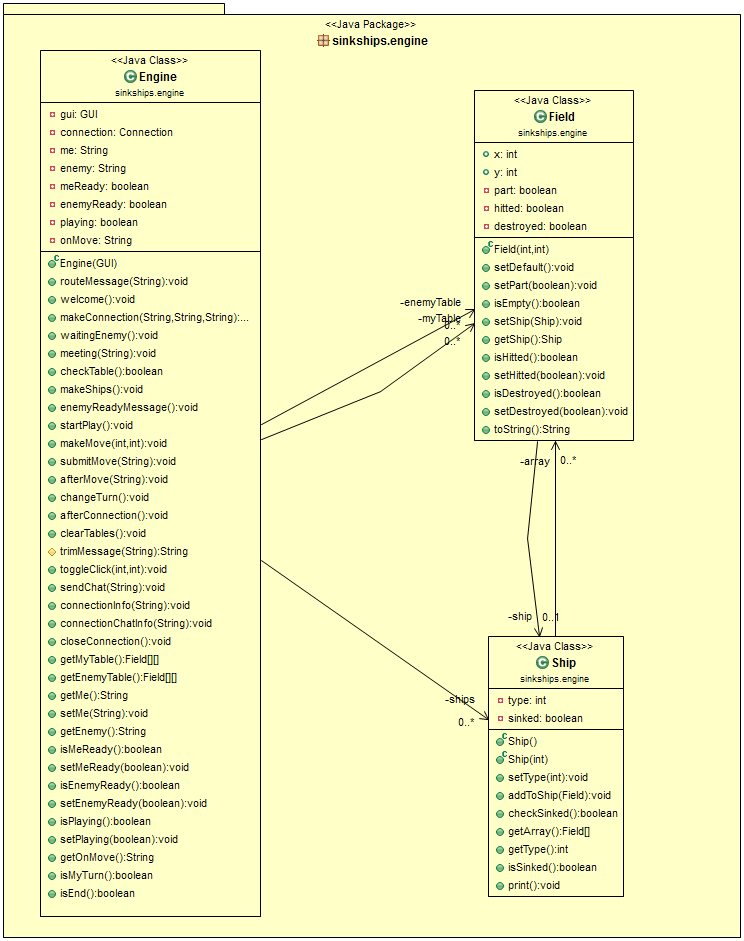 <<Java Package>>
sinkships.engine
<<Java Class>>
Engine
sinkships.engine
gui: GUI
connection: Connection
me: String
enemy: String
meReady: boolean
enemyReady: boolean
playing: boolean
onMove: String
Engine(GUI)
routeMessage(String):void
welcome():void
makeConnection(String,String,String):...
waitingEnemy():void
meeting(String):void
checkTable():boolean
makeShips():void
enemyReadyMessage():void
startPlay():void
makeMove(int,int):void
submitMove(String):void
afterMove(String):void
changeTurn():void
afterConnection():void
clearTables():void
trimMessage(String):String
toggleClick(int,int):void
sendChat(String):void
connectionInfo(String):void
connectionChatInfo(String):void
closeConnection():void
getMyTable():Field[][]
getEnemyTable():Field[][]
getMe():String
setMe(String):void
getEnemy():String
isMeReady():boolean
setMeReady(boolean):void
isEnemyReady():boolean
setEnemyReady(boolean):void
isPlaying():boolean
setPlaying(boolean):void
getOnMove():String
isMyTurn():boolean
isEnd():boolean
-enemyTable
0..*
-myTable
0..*
<<Java Class>>
Field
sinkships.engine
x: int
y: int
part: boolean
hitted: boolean
destroyed: boolean
Field(int,int)
setDefault():void
setPart(boolean):void
isEmpty():boolean
setShip(Ship):void
getShip():Ship
isHitted():boolean
setHitted(boolean):void
isDestroyed():boolean
setDestroyed(boolean):void
toString():String
-array 0..*
-ship 0..1
-ships
0..*
<<Java Class>>
Ship
sinkships.engine
type: int
sinked: boolean
Ship()
Ship(int)
setType(int):void
addToShip(Field):void
checkSinked():boolean
getArray():Field[]
getType():int
isSinked():boolean
print():void